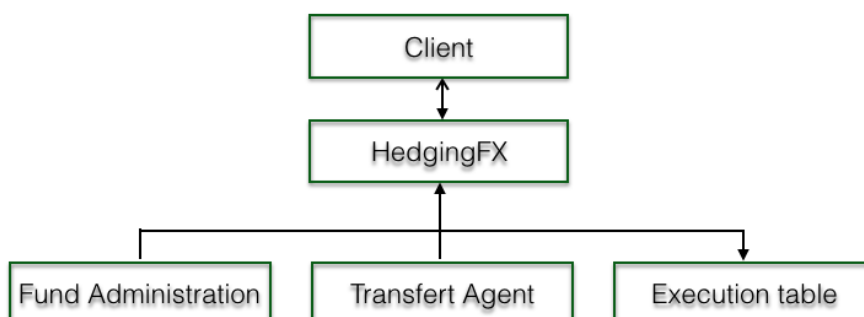 Client
HedgingFX
Fund Administration
Transfert Agent
Execution table